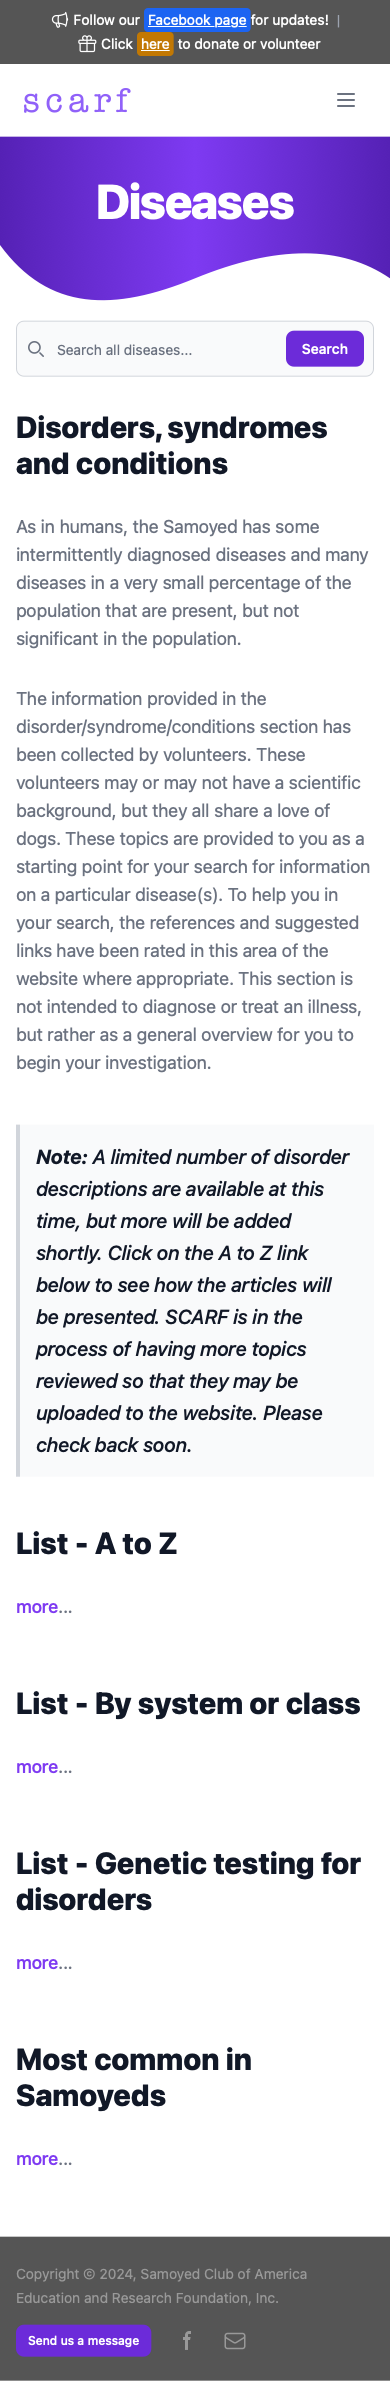 Follow our Facebook page for updates! |
Click here to donate or volunteer
scarf
Diseases
Search all diseases...
Search
Disorders, syndromes
and conditions
As in humans, the Samoyed has some
intermittently diagnosed diseases and many
diseases in a very small percentage of the
population that are present, but not
significant in the population.
The information provided in the
disorder/syndrome/conditions section has
been collected by volunteers. These
volunteers may or may not have a scientific
background, but they all share a love of
dogs. These topics are provided to you as a
starting point for your search for information
on a particular disease(s). To help you in
your search, the references and suggested
links have been rated in this area of the
website where appropriate. This section is
not intended to diagnose or treat an illness,
but rather as a general overview for you to
begin your investigation.
Note: A limited number of disorder
descriptions are available at this
time, but more will be added
shortly. Click on the A to Z link
below to see how the articles will
be presented. SCARF is in the
process of having more topics
reviewed so that they may be
uploaded to the website. Please
check back soon.
List - A to Z
more...
List - By system or class
more...
List - Genetic testing for
disorders
more...
Most common in
Samoyeds
more...
Copyright © 2024, Samoyed Club of America
Education and Research Foundation, Inc.
Send us a message